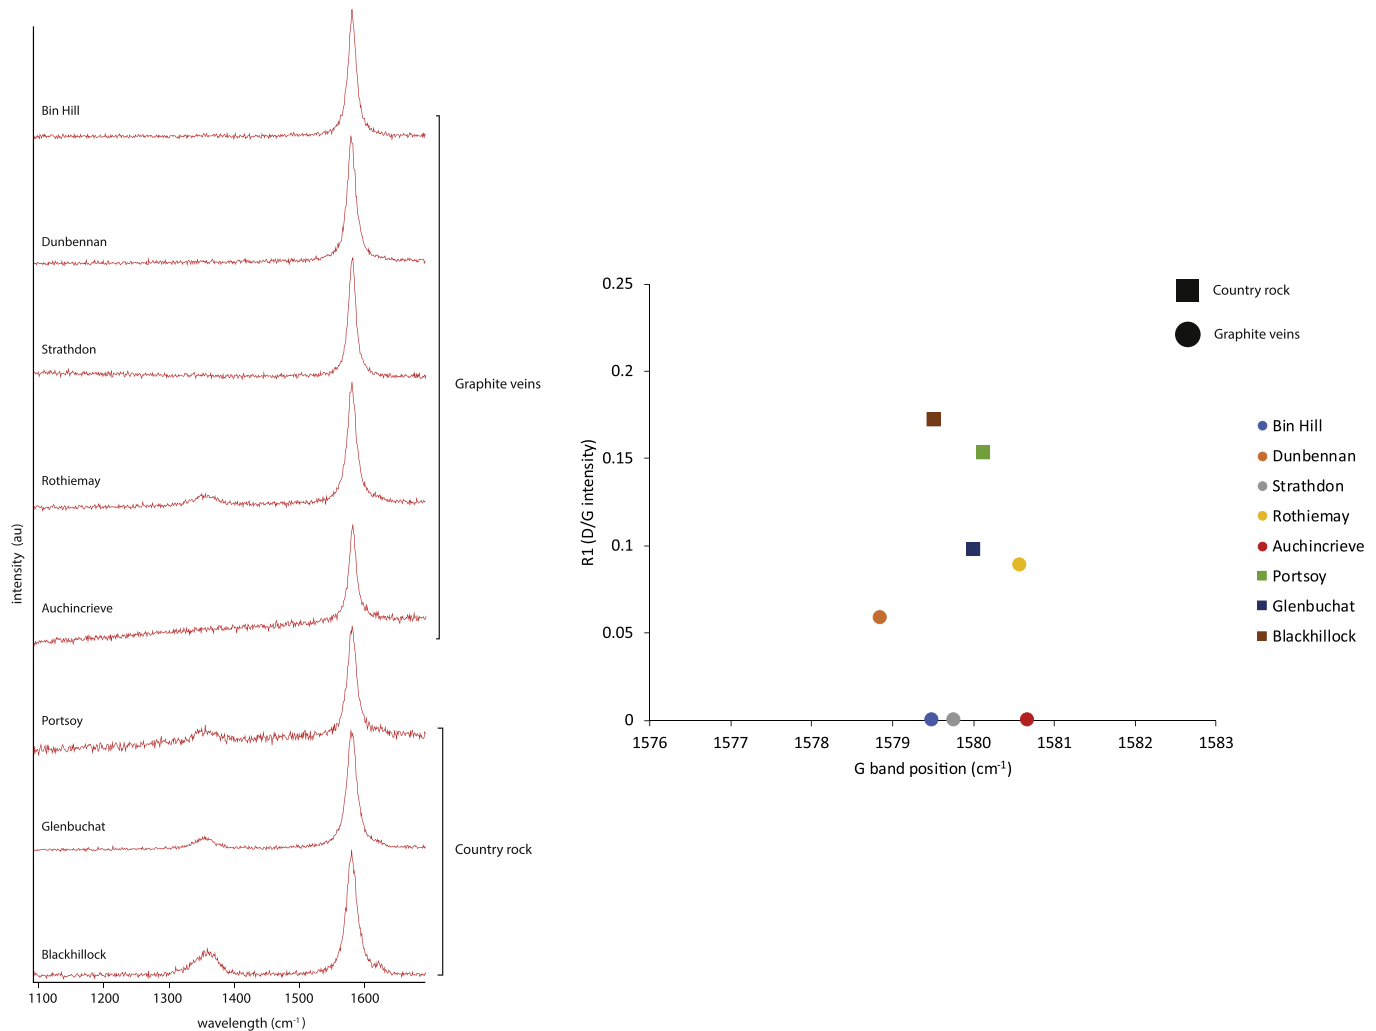 Bin Hill
Dunbennan
Strathdon
Graphite veins
Rothiemay
Auchincrieve
Portsoy
Glenbuchat
Country rock
Blackhillock
intensity (au)
1100 1200 1300 1400 1500 1600
wavelength (cm-1)
0.25
0.2
0.15
0.1
0.05
0
R1 (D/G intensity)
1576 1577 1578 1579 1580 1581 1582 1583
G band position (cm-1)
Country rock
Graphite veins
Bin Hill
Dunbennan
Strathdon
Rothiemay
Auchincrieve
Portsoy
Glenbuchat
Blackhillock